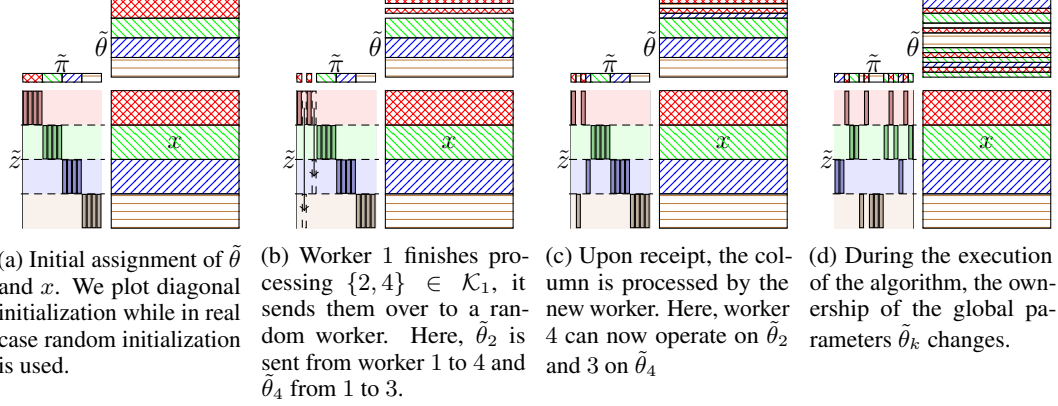 θ̃
π̃
z̃
x
θ̃
π̃
z̃
x
θ̃
π̃
z̃
x
θ̃
π̃
z̃
x
(a) Initial assignment of θ̃
and x. We plot diagonal
initialization while in real
case random initialization
is used.
(b) Worker 1 finishes pro-
cessing {2, 4} ∈ 𝒦₁, it
sends them over to a ran-
dom worker. Here, θ̃₂ is
sent from worker 1 to 4 and
θ̃₄ from 1 to 3.
(c) Upon receipt, the col-
umn is processed by the
new worker. Here, worker
4 can now operate on θ̃₂
and 3 on θ̃₄
(d) During the execution
of the algorithm, the own-
ership of the global pa-
rameters θ̃ₖ changes.